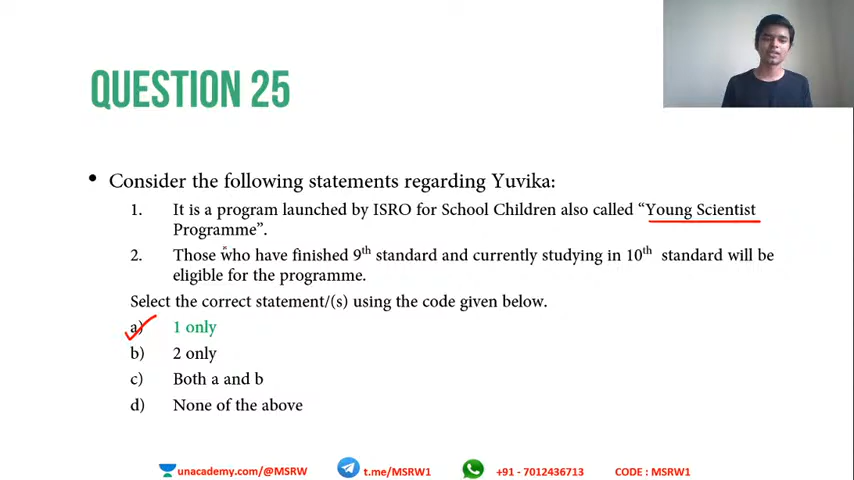 QUESTION 25
• Consider the following statements regarding Yuvika:
1. It is a program launched by ISRO for School Children also called “Young Scientist
Programme”.
2. Those who have finished 9th standard and currently studying in 10th standard will be
eligible for the programme.
Select the correct statement/(s) using the code given below.
a) 1 only
b) 2 only
c) Both a and b
d) None of the above
unacademy.com/@MSRW t.me/MSRW1 +91 - 7012436713 CODE : MSRW1